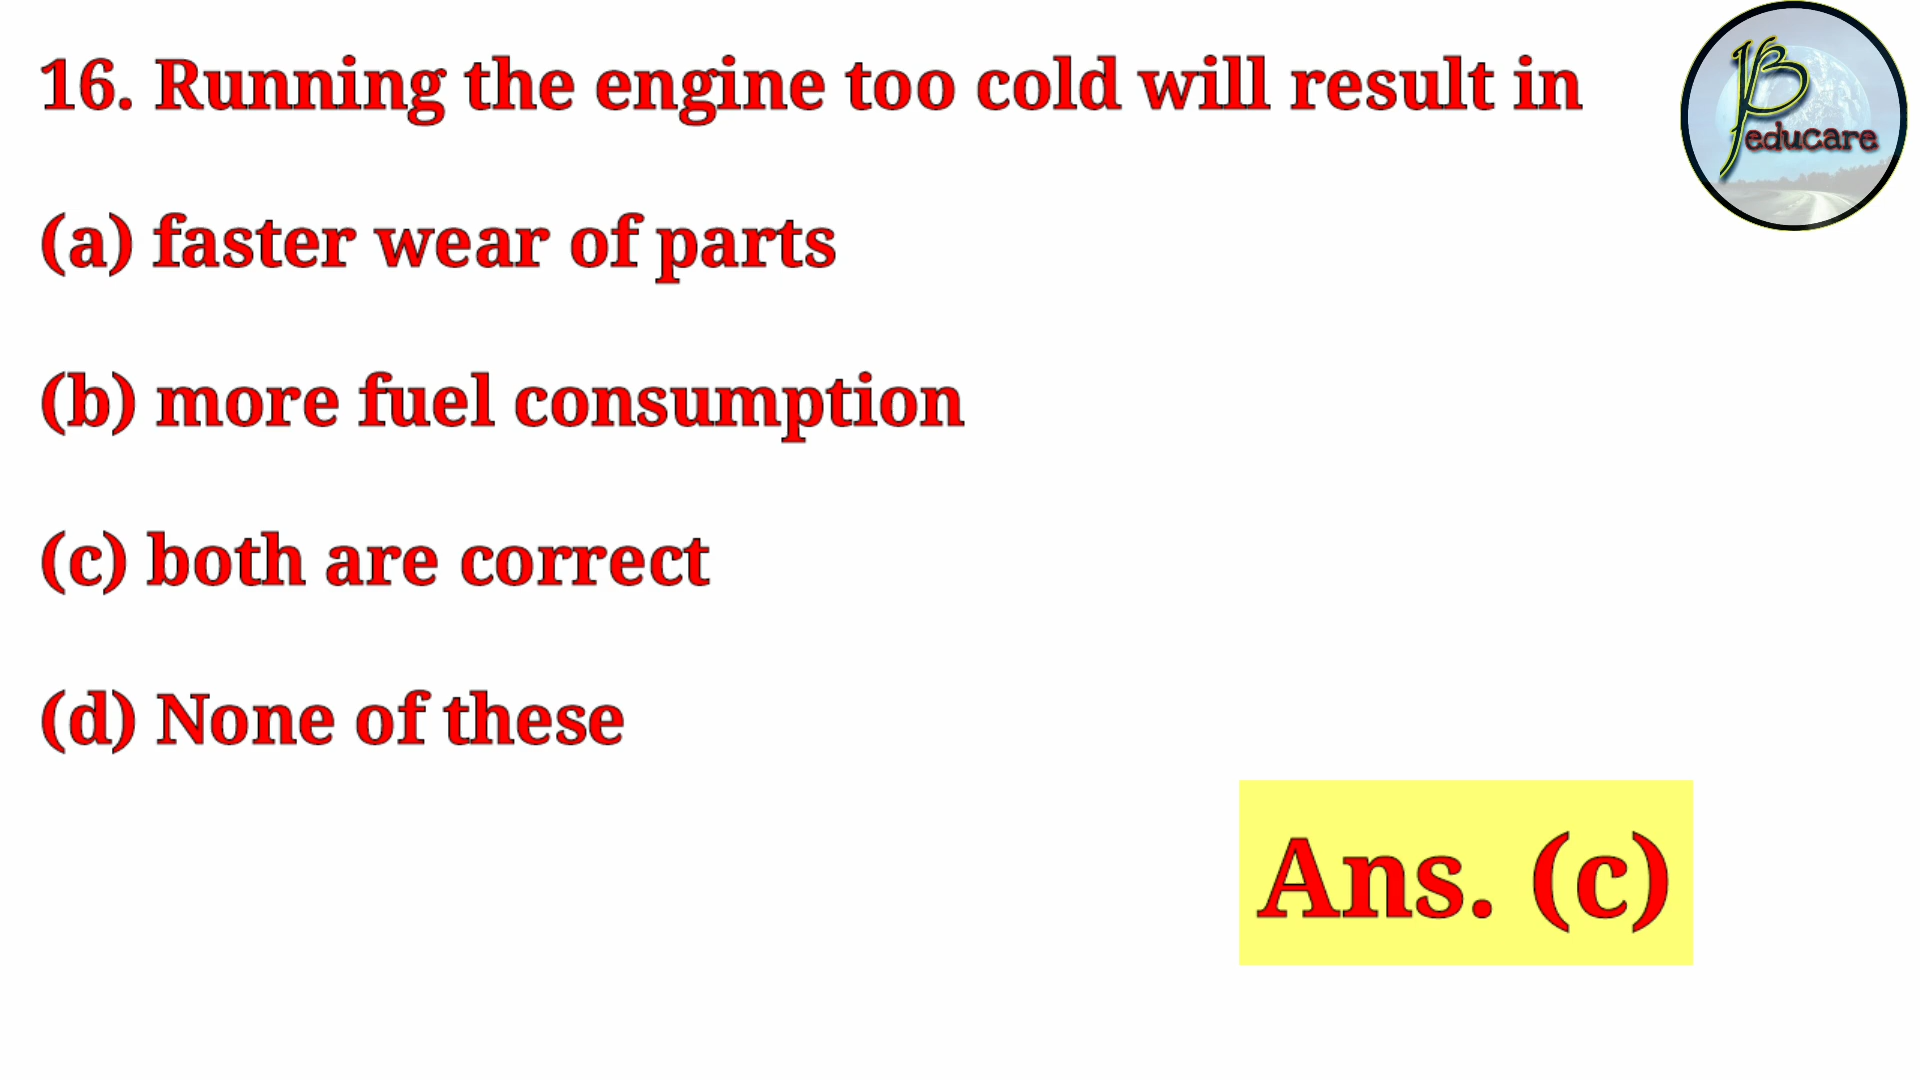 16. Running the engine too cold will result in
(a) faster wear of parts
(b) more fuel consumption
(c) both are correct
(d) None of these
Ans. (c)
educare